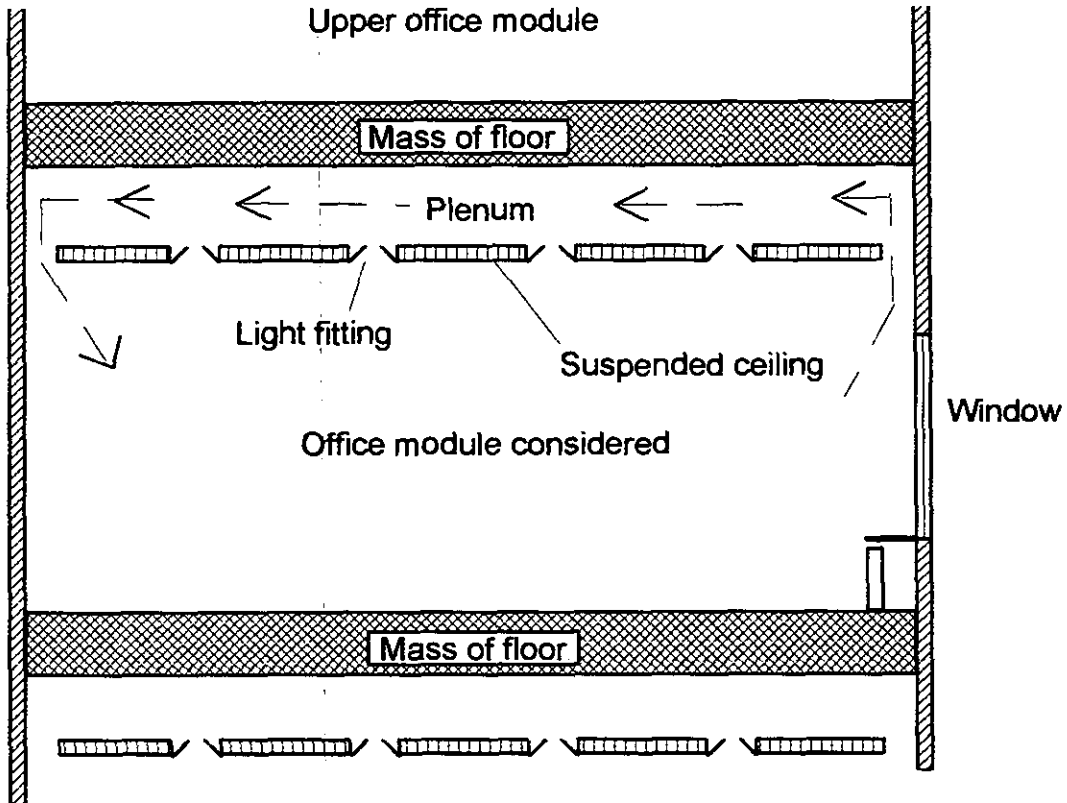 Upper office module
Mass of floor
Plenum
Light fitting
Suspended ceiling
Window
Office module considered
Mass of floor